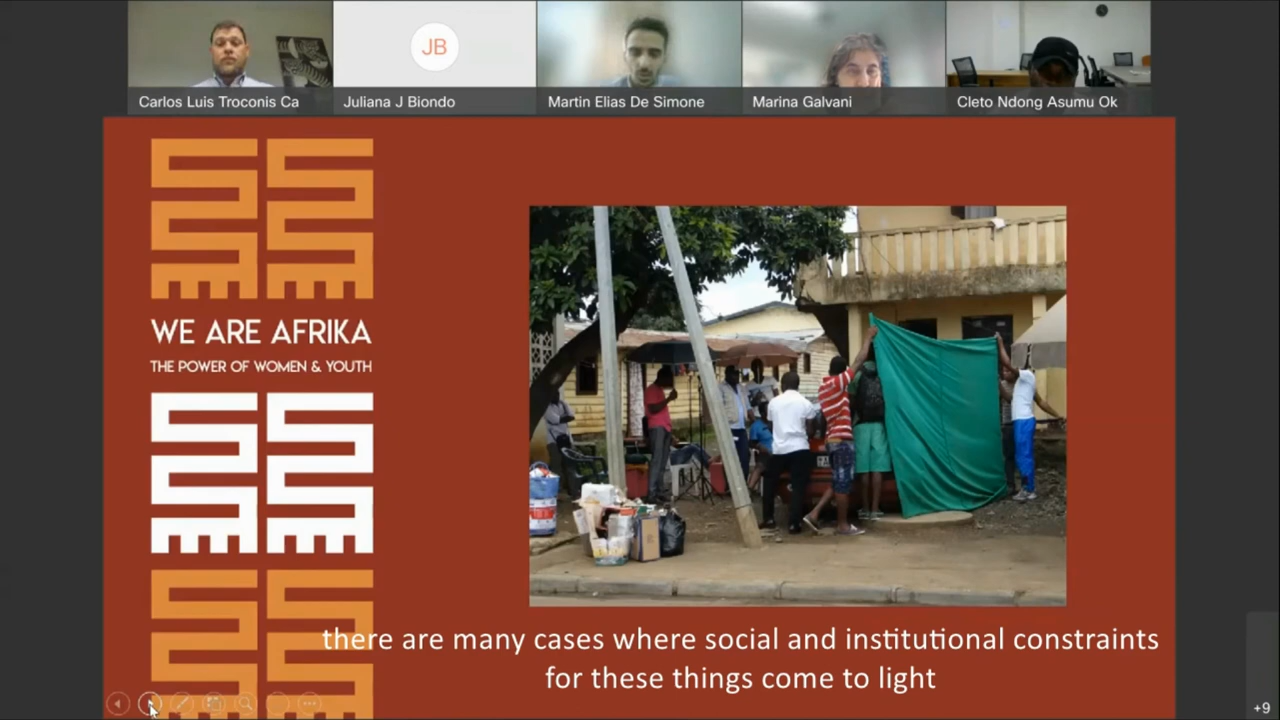 JB
Carlos Luis Troconis Ca
Juliana J Biondo
Martin Elias De Simone
Marina Galvani
Cleto Ndong Asumu Ok
WE ARE AFRIKA
THE POWER OF WOMEN & YOUTH
there are many cases where social and institutional constraints
for these things come to light
+9